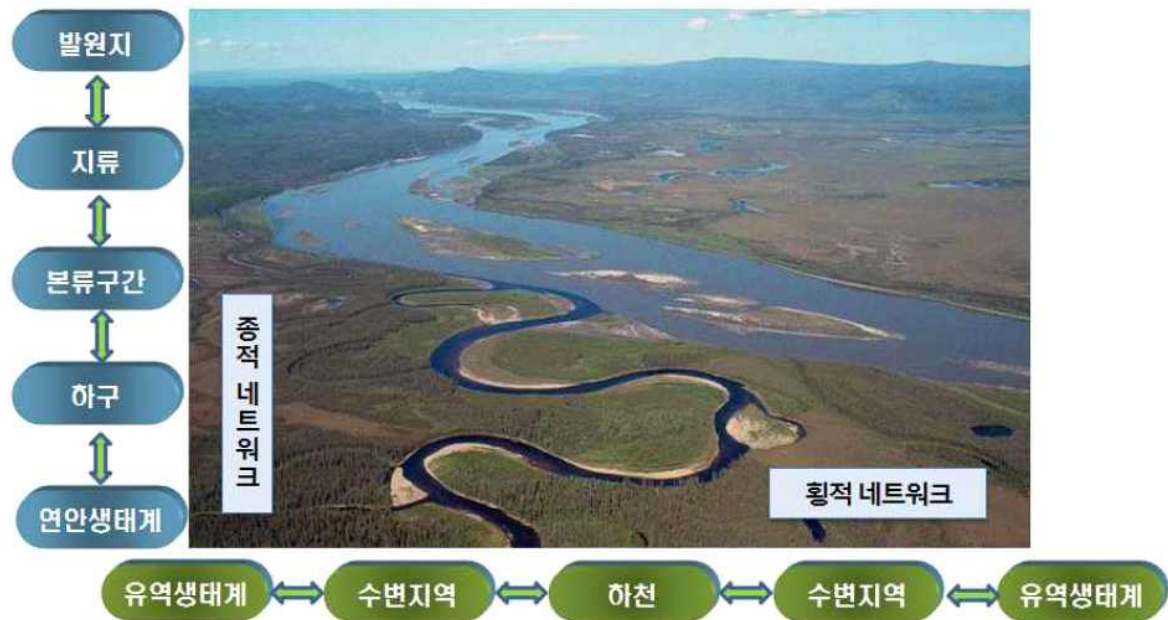 발원지
지류
본류구간
하구
연안생태계
종적 네트워크
횡적 네트워크
유역생태계
수변지역
하천
수변지역
유역생태계